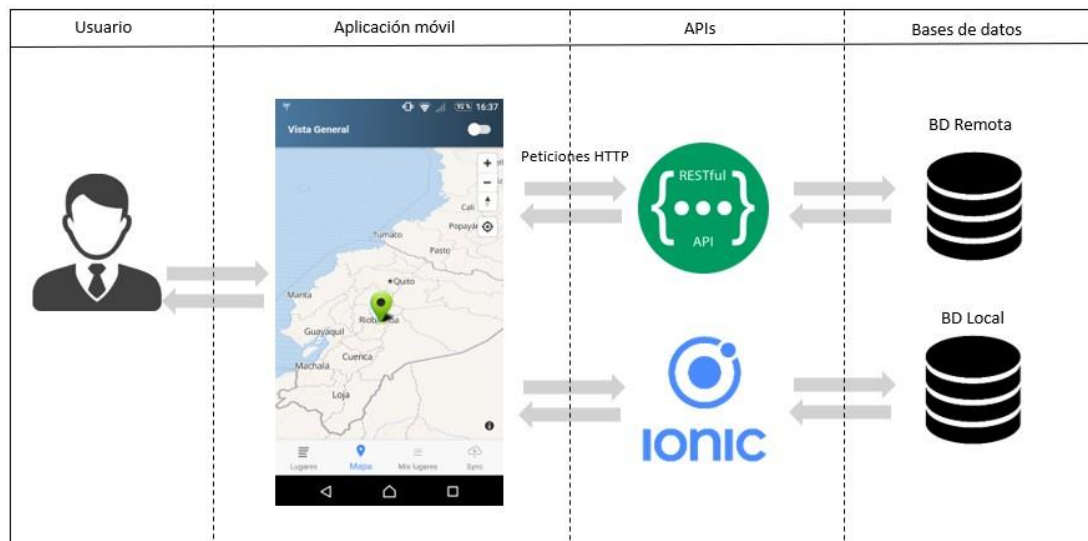 Usuario
Aplicación móvil
APIs
Bases de datos
92 % 16:37
Vista General
Peticiones HTTP
RESTful
API
BD Remota
Cali
Popayán
Tumaco
Pasto
Quito
Manta
Guayaquil
Cuenca
Machala
Loja
Lugares
Mapa
Mis lugares
Sync
IONIC
BD Local